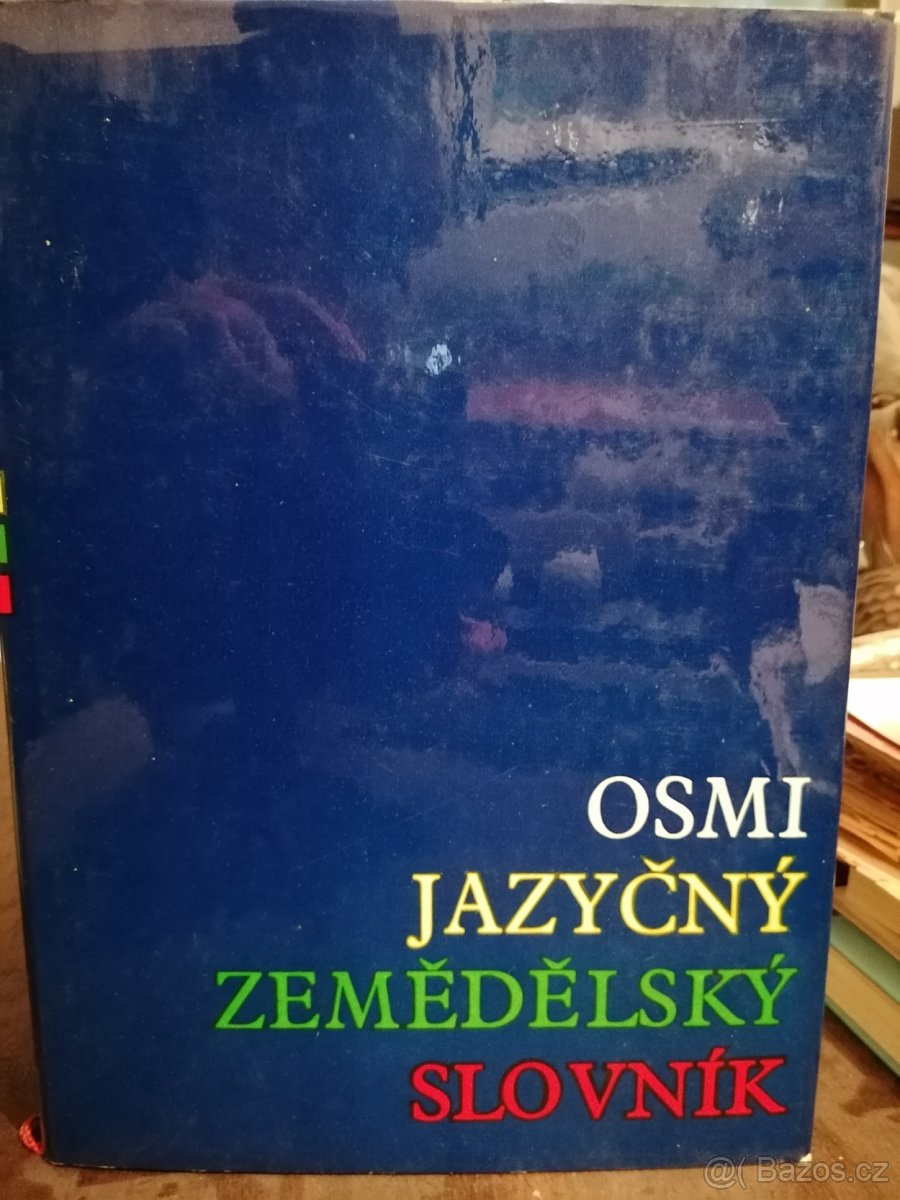 OSMI
JAZYČNÝ
ZEMĚDĚLSKÝ
SLOVNÍK
@( Bazos.cz